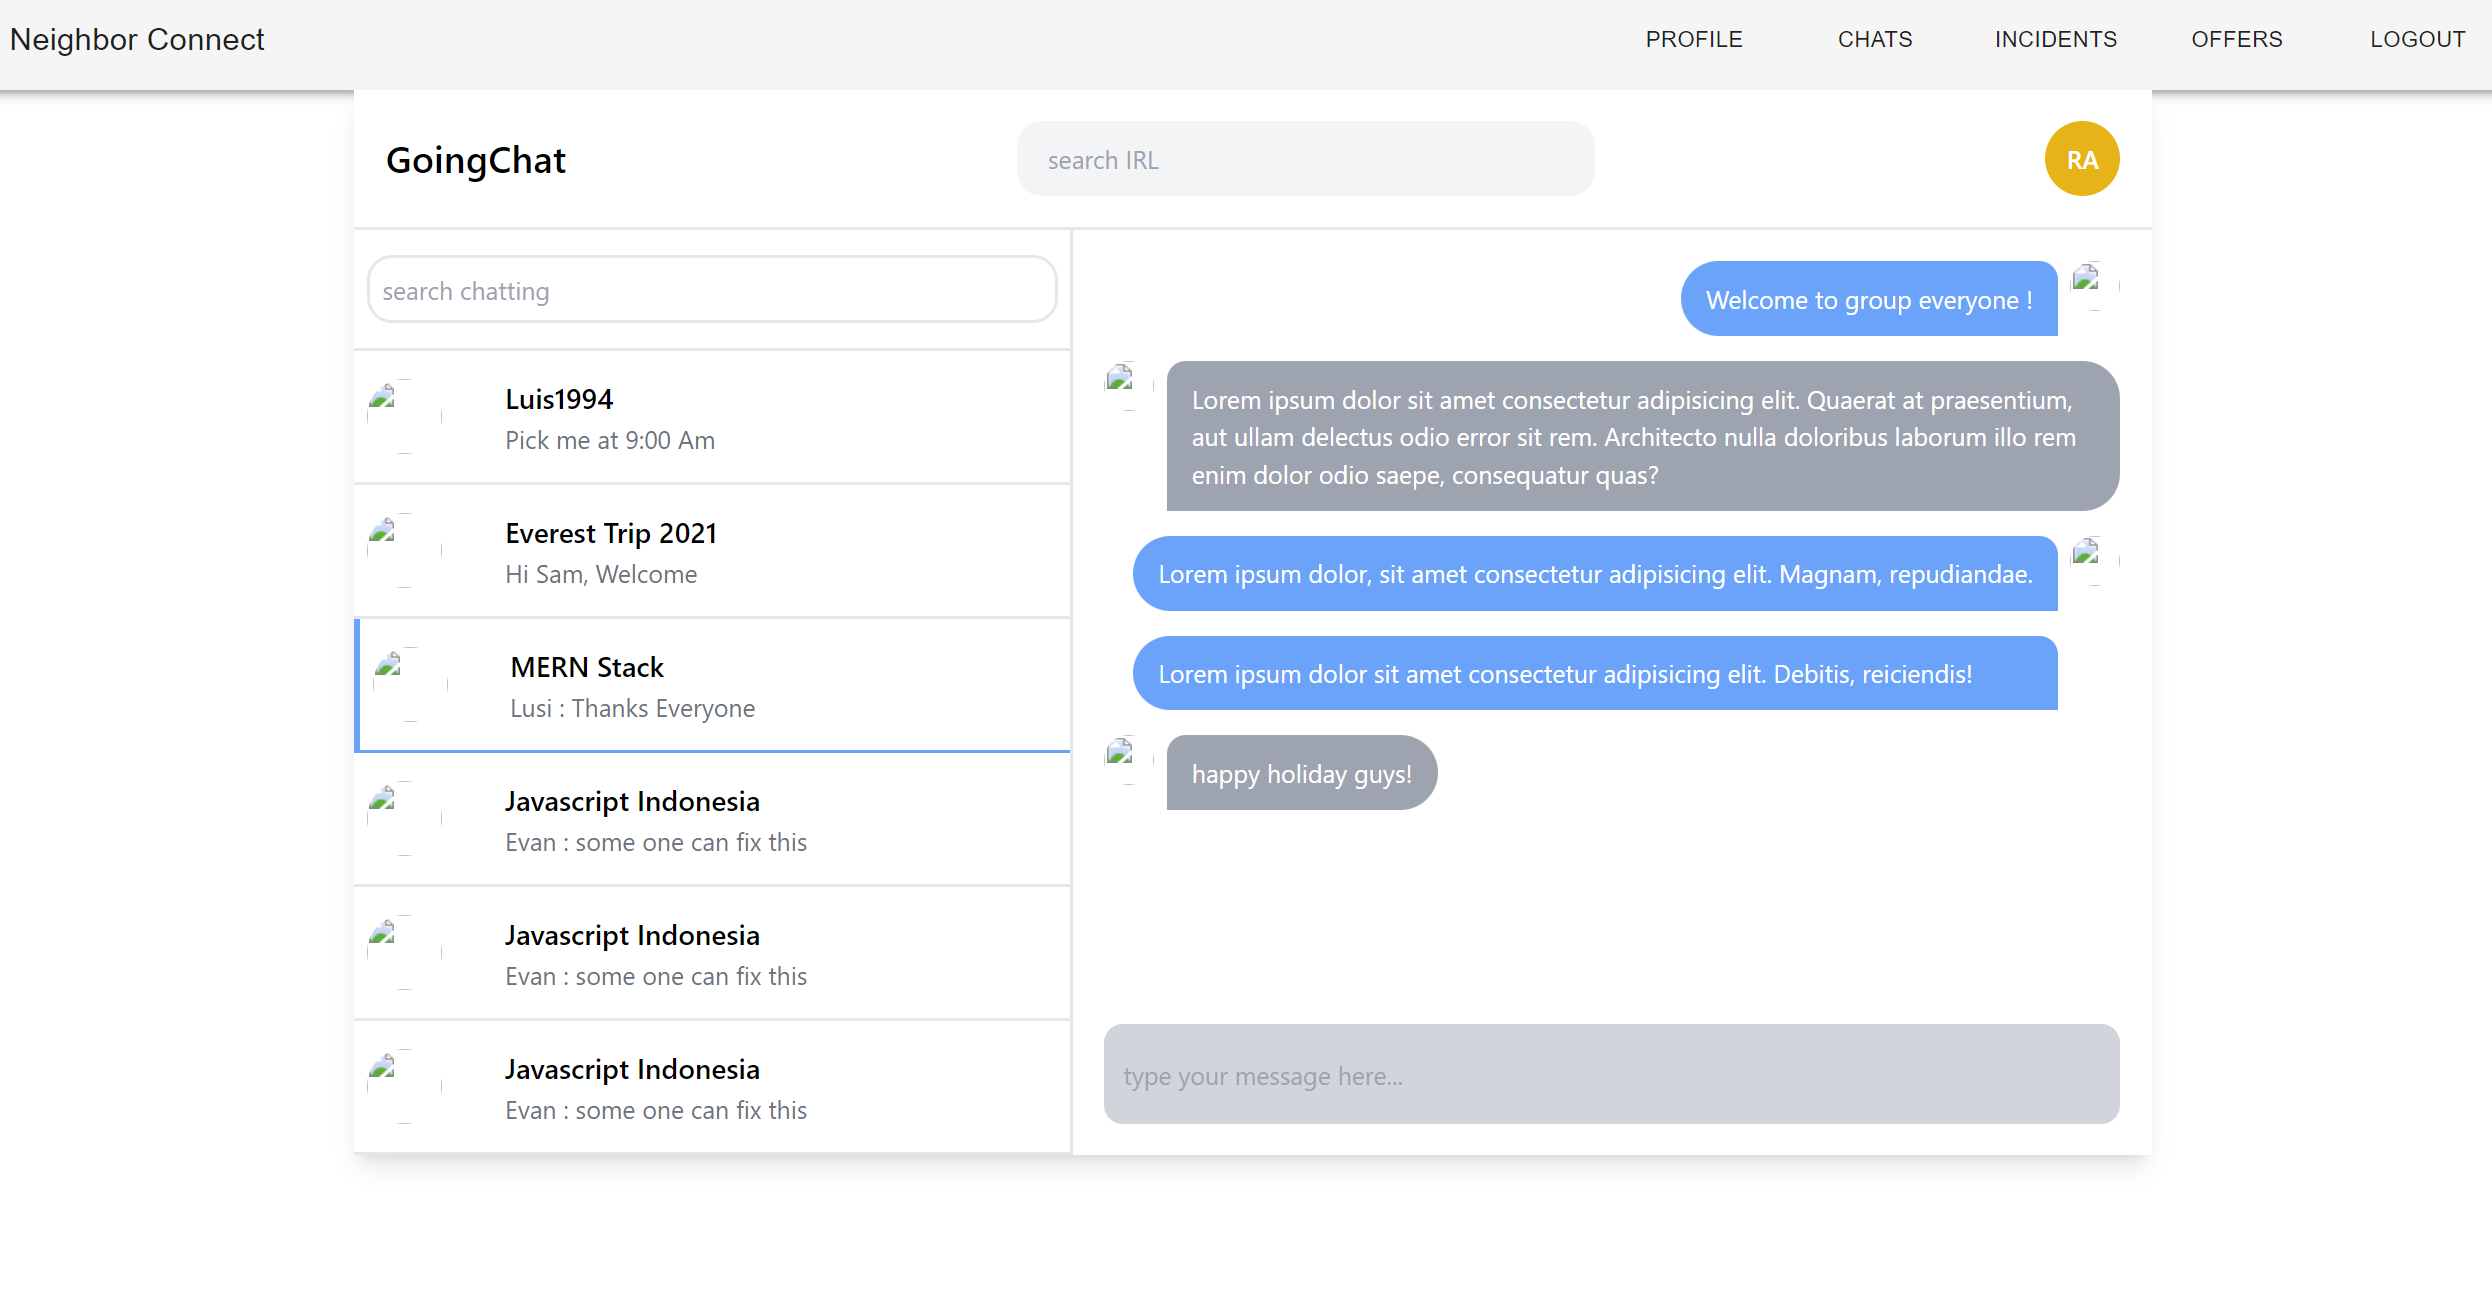 Neighbor Connect
PROFILE
CHATS
INCIDENTS
OFFERS
LOGOUT
GoingChat
search IRL
RA
search chatting
Luis1994
Pick me at 9:00 Am
Everest Trip 2021
Hi Sam, Welcome
MERN Stack
Lusi : Thanks Everyone
Javascript Indonesia
Evan : some one can fix this
Javascript Indonesia
Evan : some one can fix this
Javascript Indonesia
Evan : some one can fix this
Welcome to group everyone !
Lorem ipsum dolor sit amet consectetur adipisicing elit. Quaerat at praesentium,
aut ullam delectus odio error sit rem. Architecto nulla doloribus laborum illo rem
enim dolor odio saepe, consequatur quas?
Lorem ipsum dolor, sit amet consectetur adipisicing elit. Magnam, repudiandae.
Lorem ipsum dolor sit amet consectetur adipisicing elit. Debitis, reiciendis!
happy holiday guys!
type your message here...